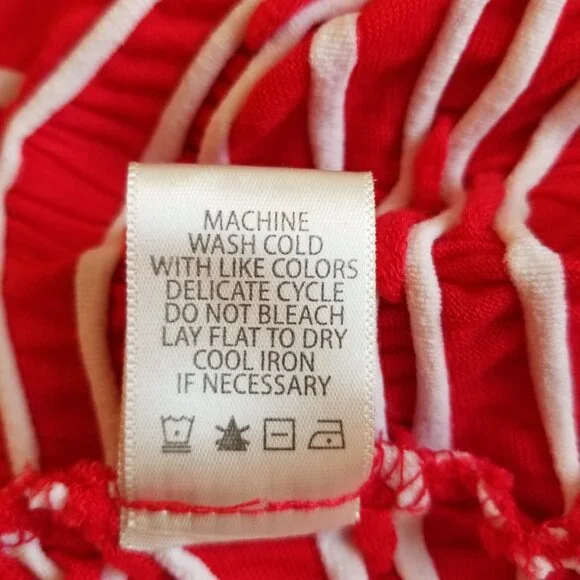 MACHINE
WASH COLD
WITH LIKE COLORS
DELICATE CYCLE
DO NOT BLEACH
LAY FLAT TO DRY
COOL IRON
IF NECESSARY